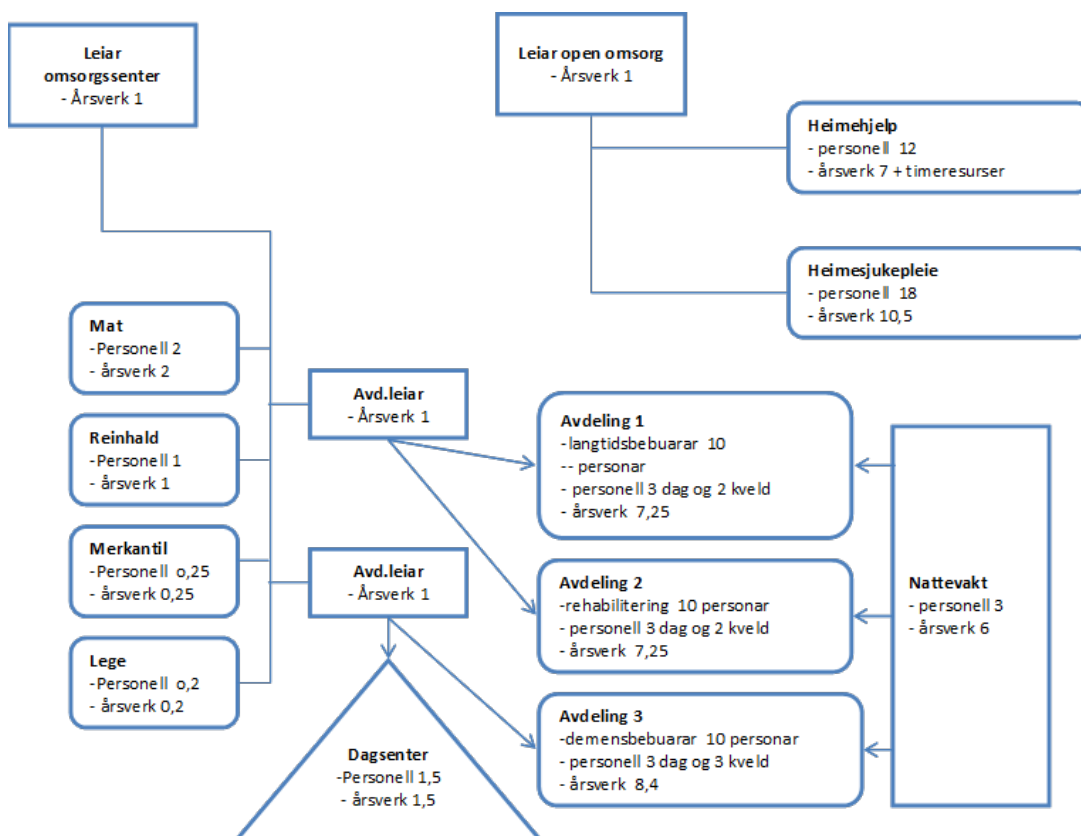 Leiar
omsorgssenter
- Årsverk 1
Leiar open omsorg
- Årsverk 1
Heimehjelp
- personell 12
- årsverk 7 + timeresurser
Heimesjukepleie
- personell 18
- årsverk 10,5
Mat
-Personell 2
- årsverk 2
Reinhald
-Personell 1
- årsverk 1
Merkantil
-Personell o,25
- årsverk 0,25
Lege
-Personell o,2
- årsverk 0,2
Avd.leiar
- Årsverk 1
Avd.leiar
- Årsverk 1
Dagsenter
-Personell 1,5
- årsverk 1,5
Avdeling 1
-langtidsbebuarar 10
-- personar
- personell 3 dag og 2 kveld
- årsverk 7,25
Avdeling 2
-rehabilitering 10 personar
- personell 3 dag og 2 kveld
- årsverk 7,25
Avdeling 3
-demensbebuarar 10 personar
- personell 3 dag og 3 kveld
- årsverk 8,4
Nattevakt
- personell 3
- årsverk 6